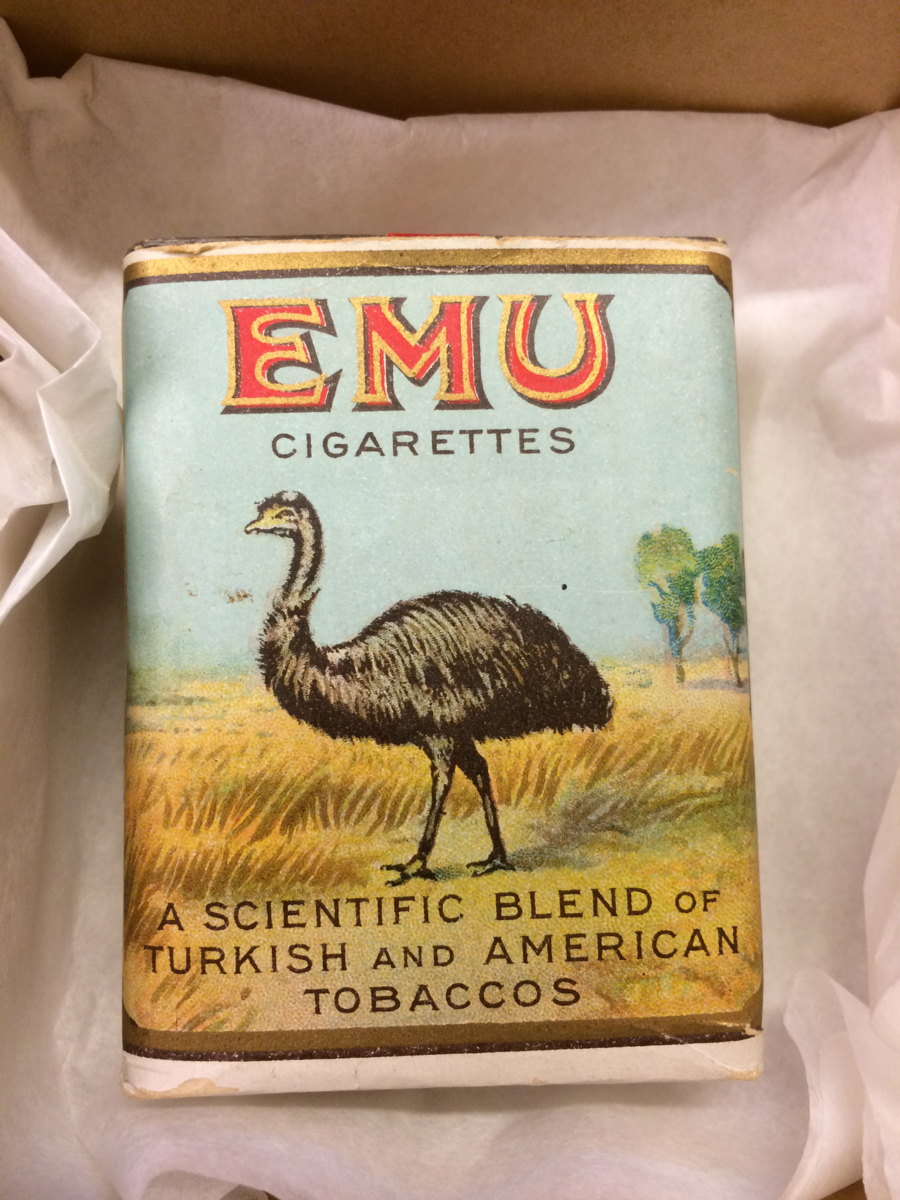 EMU
CIGARETTES
A SCIENTIFIC BLEND OF
TURKISH AND AMERICAN
TOBACCOS